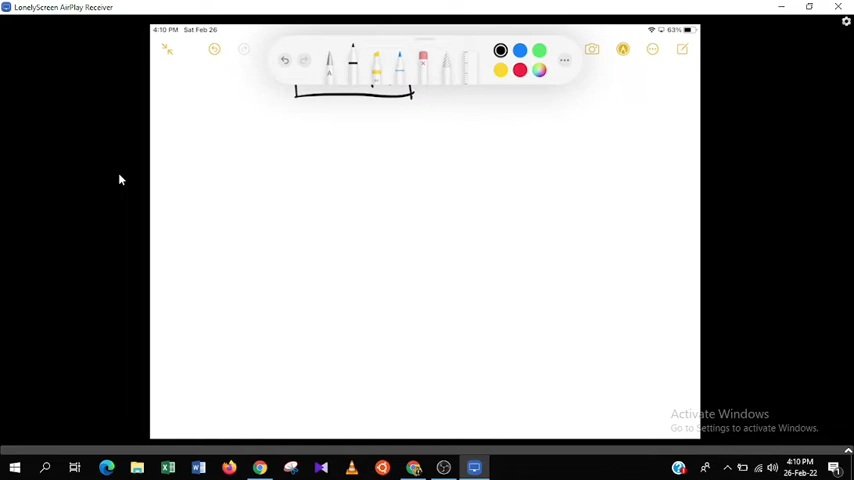 LonelyScreen AirPlay Receiver
4:10 PM Sat Feb 26 63%
A
Activate Windows
Go to Settings to activate Windows.
4:10 PM
26-Feb-22